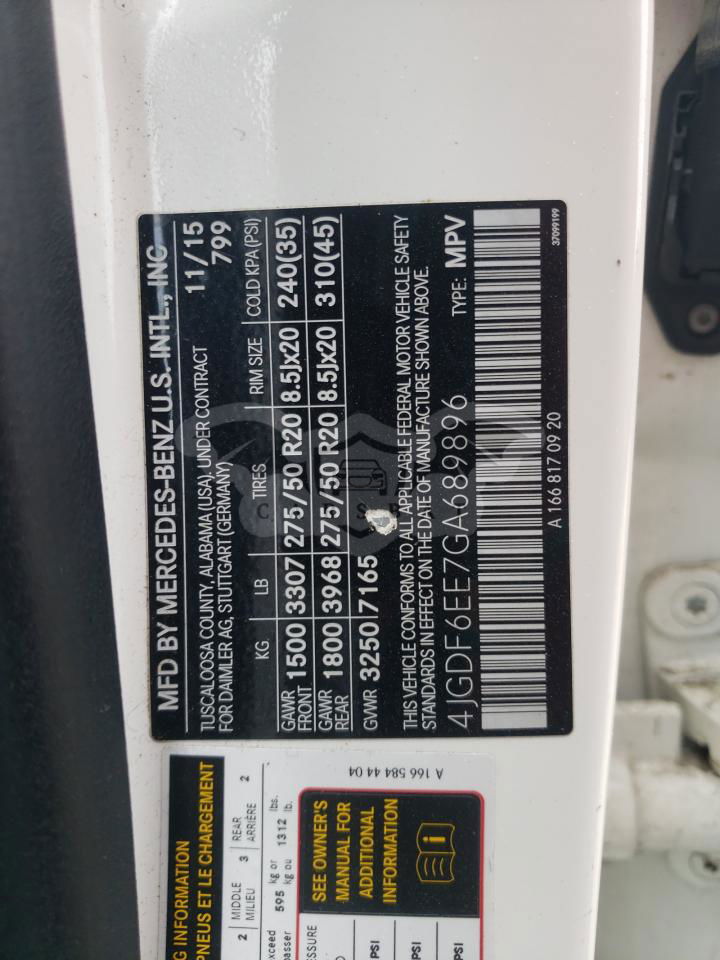 MFD BY MERCEDES-BENZ U.S. INTL., INC
TUSCALOOSA COUNTY, ALABAMA (USA), UNDER CONTRACT 11/15
FOR DAIMLER AG, STUTTGART (GERMANY) 799
KG. LB TIRES RIM SIZE COLD KPA (PSI)
GAWR FRONT 1500 3307 275/50 R20 8.5Jx20 240(35)
GAWR REAR 1800 3968 275/50 R20 8.5Jx20 310(45)
GVWR 3250 7165
THIS VEHICLE CONFORMS TO ALL APPLICABLE FEDERAL MOTOR VEHICLE SAFETY
STANDARDS IN EFFECT ON THE DATE OF MANUFACTURE SHOWN ABOVE.
4JGDF6EE7GA689896 TYPE: MPV
A 166 817 09 20 37099199
G INFORMATION
PNEUS ET LE CHARGEMENT
2 MIDDLE MILIEU 3 REAR ARRIÈRE 2
xceed 595 kg or lbs.
passer kg ou 1312 lb.
SEE OWNER'S
MANUAL FOR
ADDITIONAL
INFORMATION
SSURE
PSI
PSI
PSI
A 166 584 44 04